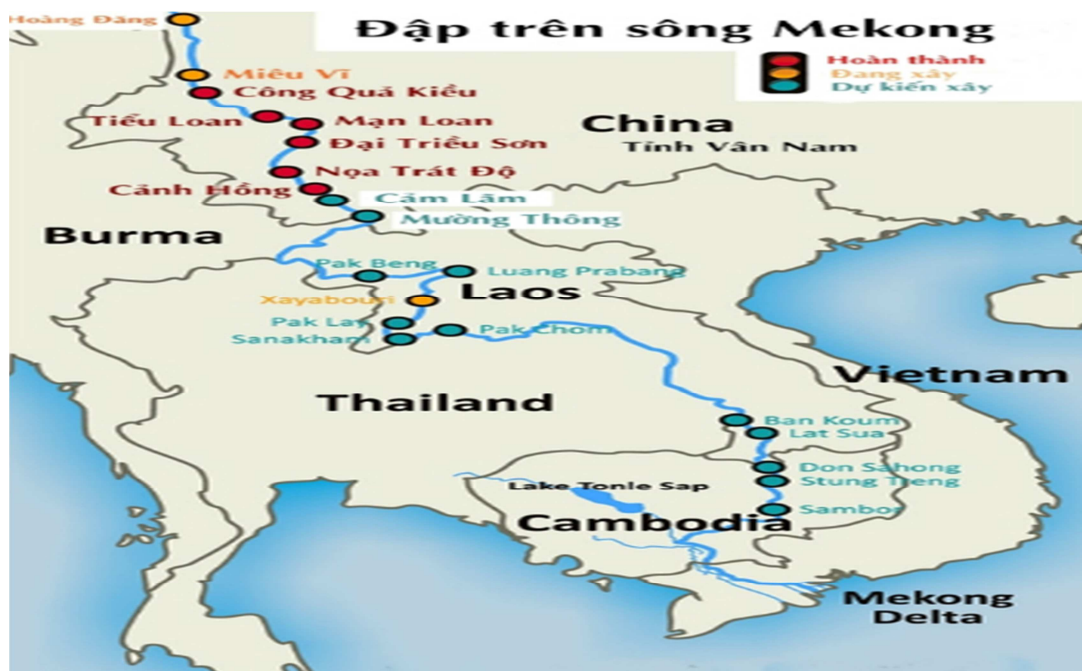 Hoàng Đăng
Đập trên sông Mekong
Hoàn thành
Đang xây
Dự kiến xây
Miêu Vĩ
Công Quả Kiều
Tiểu Loan
Mạn Loan
China
Tỉnh Vân Nam
Đại Triều Sơn
Nọa Trát Độ
Cảnh Hồng
Cảm Lãm
Mường Thông
Burma
Pak Beng
Luang Prabang
Laos
Xayabouri
Pak Lay
Pak Chom
Sanakham
Vietnam
Thailand
Ban Koum
Lat Sua
Don Sahong
Stung Treng
Lake Tonle Sap
Sambor
Cambodia
Mekong
Delta